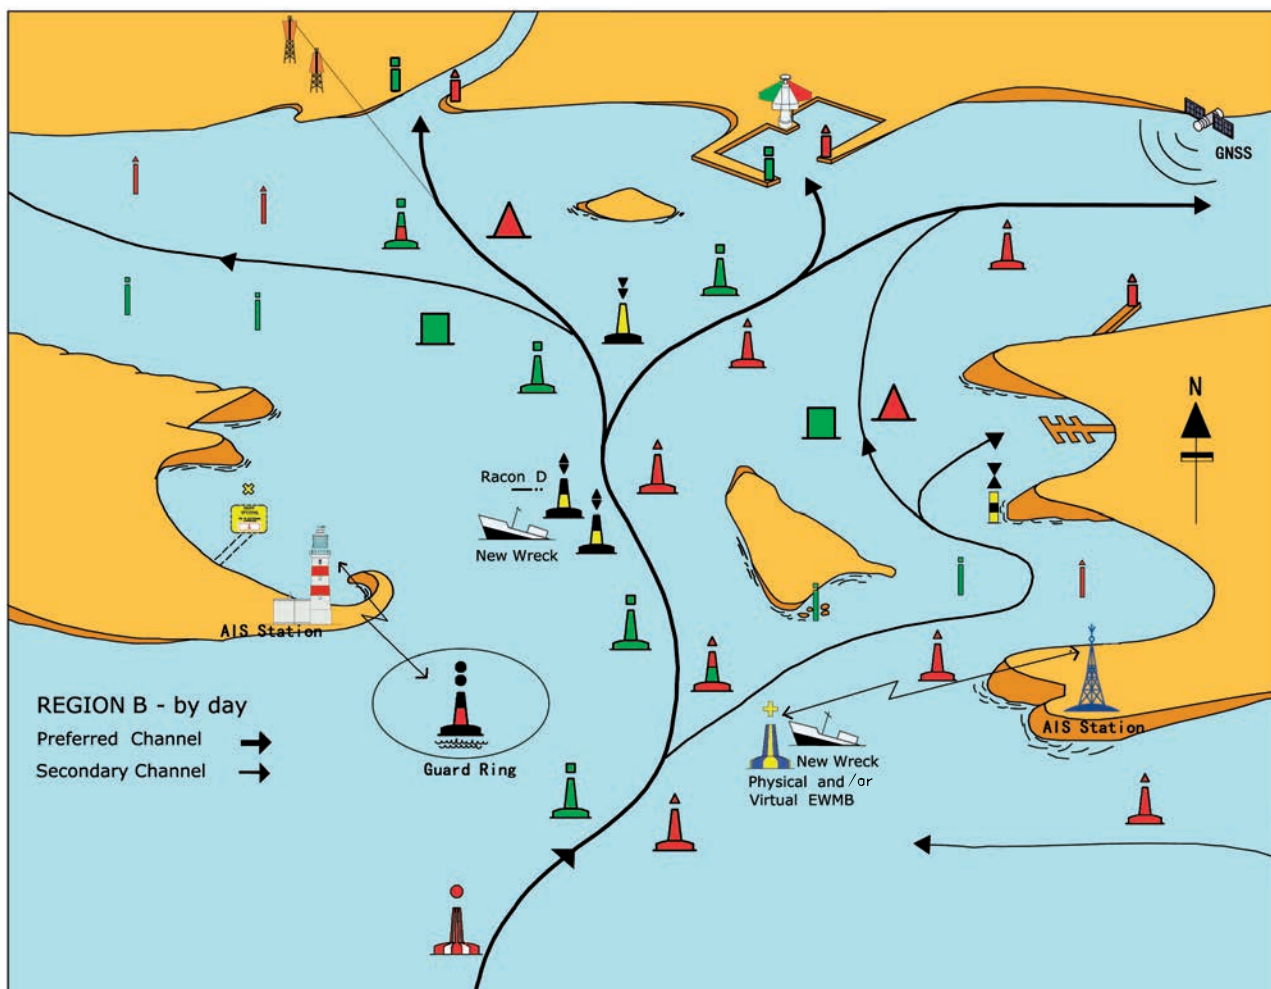 GNSS
N
Racon D
New Wreck
AIS Station
REGION B - by day
Preferred Channel
Secondary Channel
Guard Ring
New Wreck
Physical and/or
Virtual EWMB
AIS Station